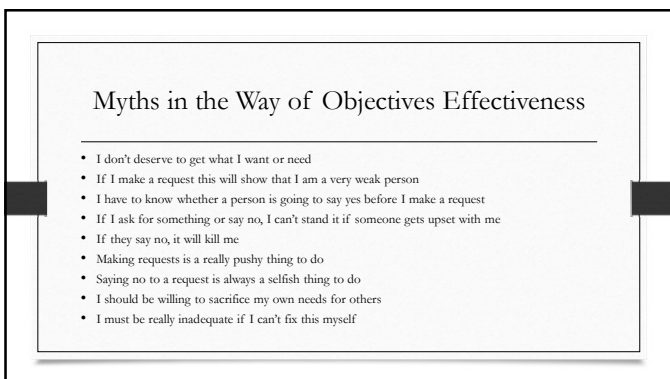 Myths in the Way of Objectives Effectiveness
• I don't deserve to get what I want or need
• If I make a request this will show that I am a very weak person
• I have to know whether a person is going to say yes before I make a request
• If I ask for something or say no, I can't stand it if someone gets upset with me
• If they say no, it will kill me
• Making requests is a really pushy thing to do
• Saying no to a request is always a selfish thing to do
• I should be willing to sacrifice my own needs for others
• I must be really inadequate if I can't fix this myself